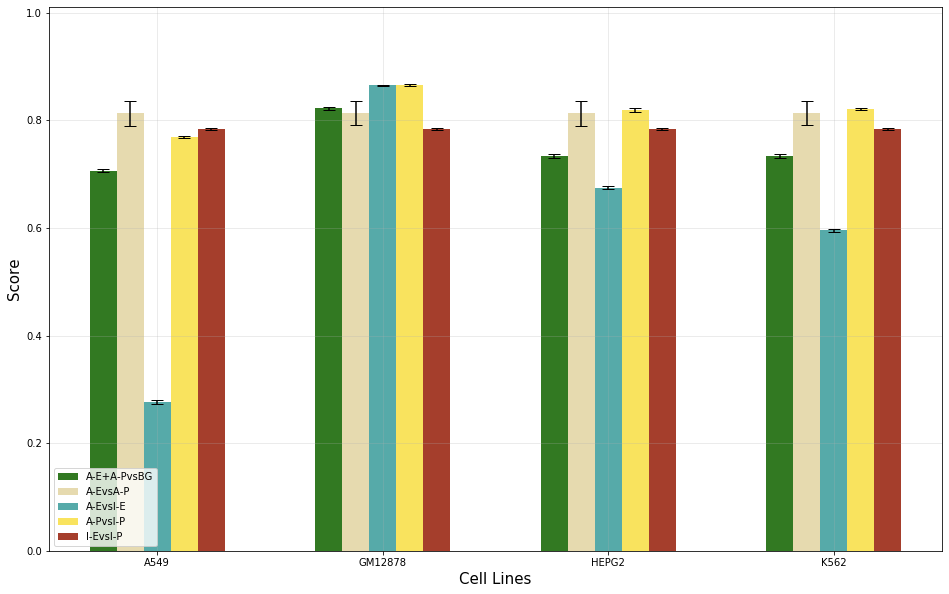 1.0
0.8
0.6
0.4
0.2
0.0
Score
A-E+A-PvsBG
A-EvsA-P
A-EvsI-E
A-PvsI-P
I-EvsI-P
A549
GM12878
HEPG2
K562
Cell Lines